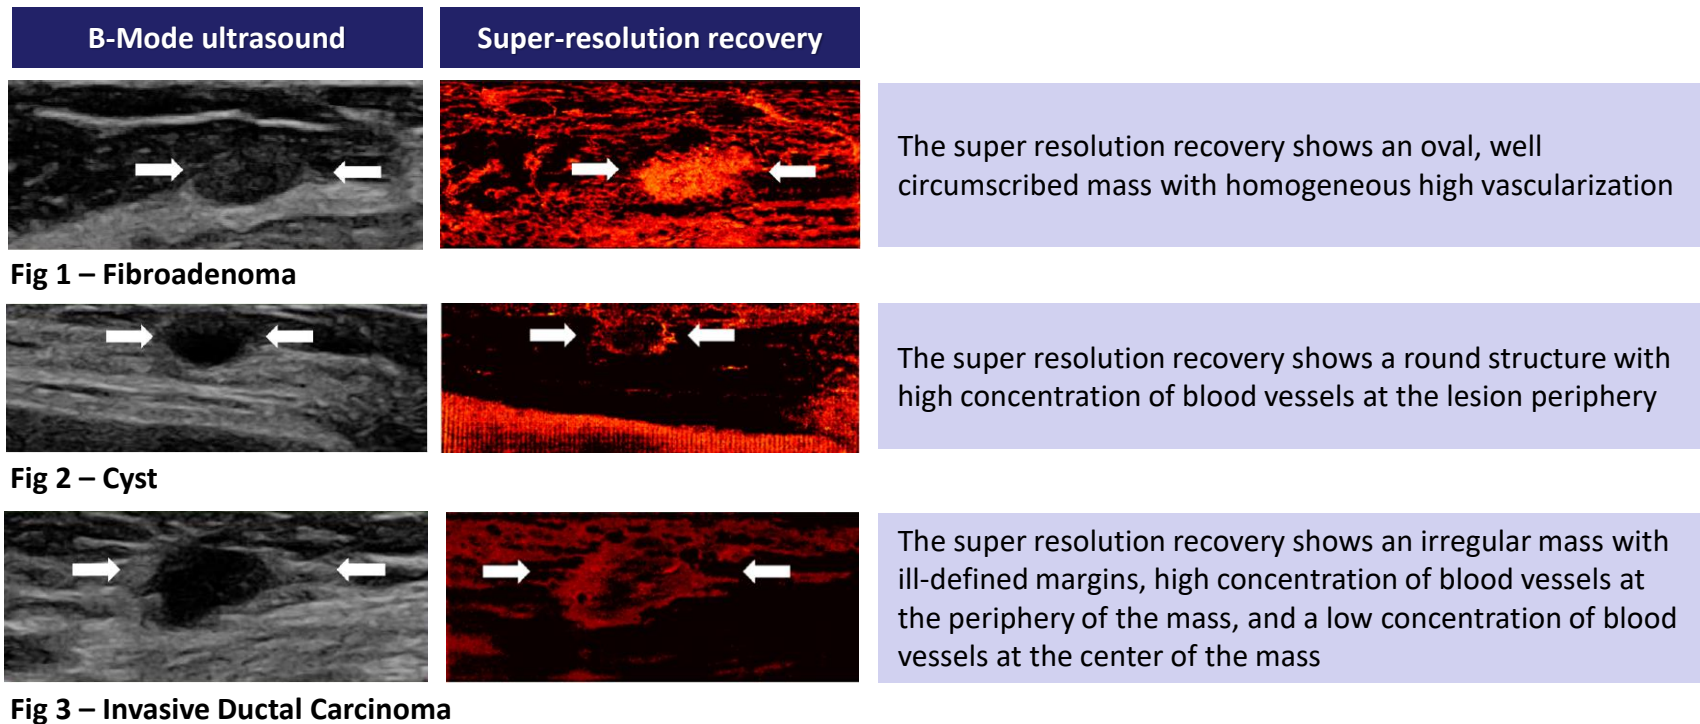 B-Mode ultrasound
Super-resolution recovery
The super resolution recovery shows an oval, well
circumscribed mass with homogeneous high vascularization
Fig 1 – Fibroadenoma
The super resolution recovery shows a round structure with
high concentration of blood vessels at the lesion periphery
Fig 2 – Cyst
The super resolution recovery shows an irregular mass with
ill-defined margins, high concentration of blood vessels at
the periphery of the mass, and a low concentration of blood
vessels at the center of the mass
Fig 3 – Invasive Ductal Carcinoma